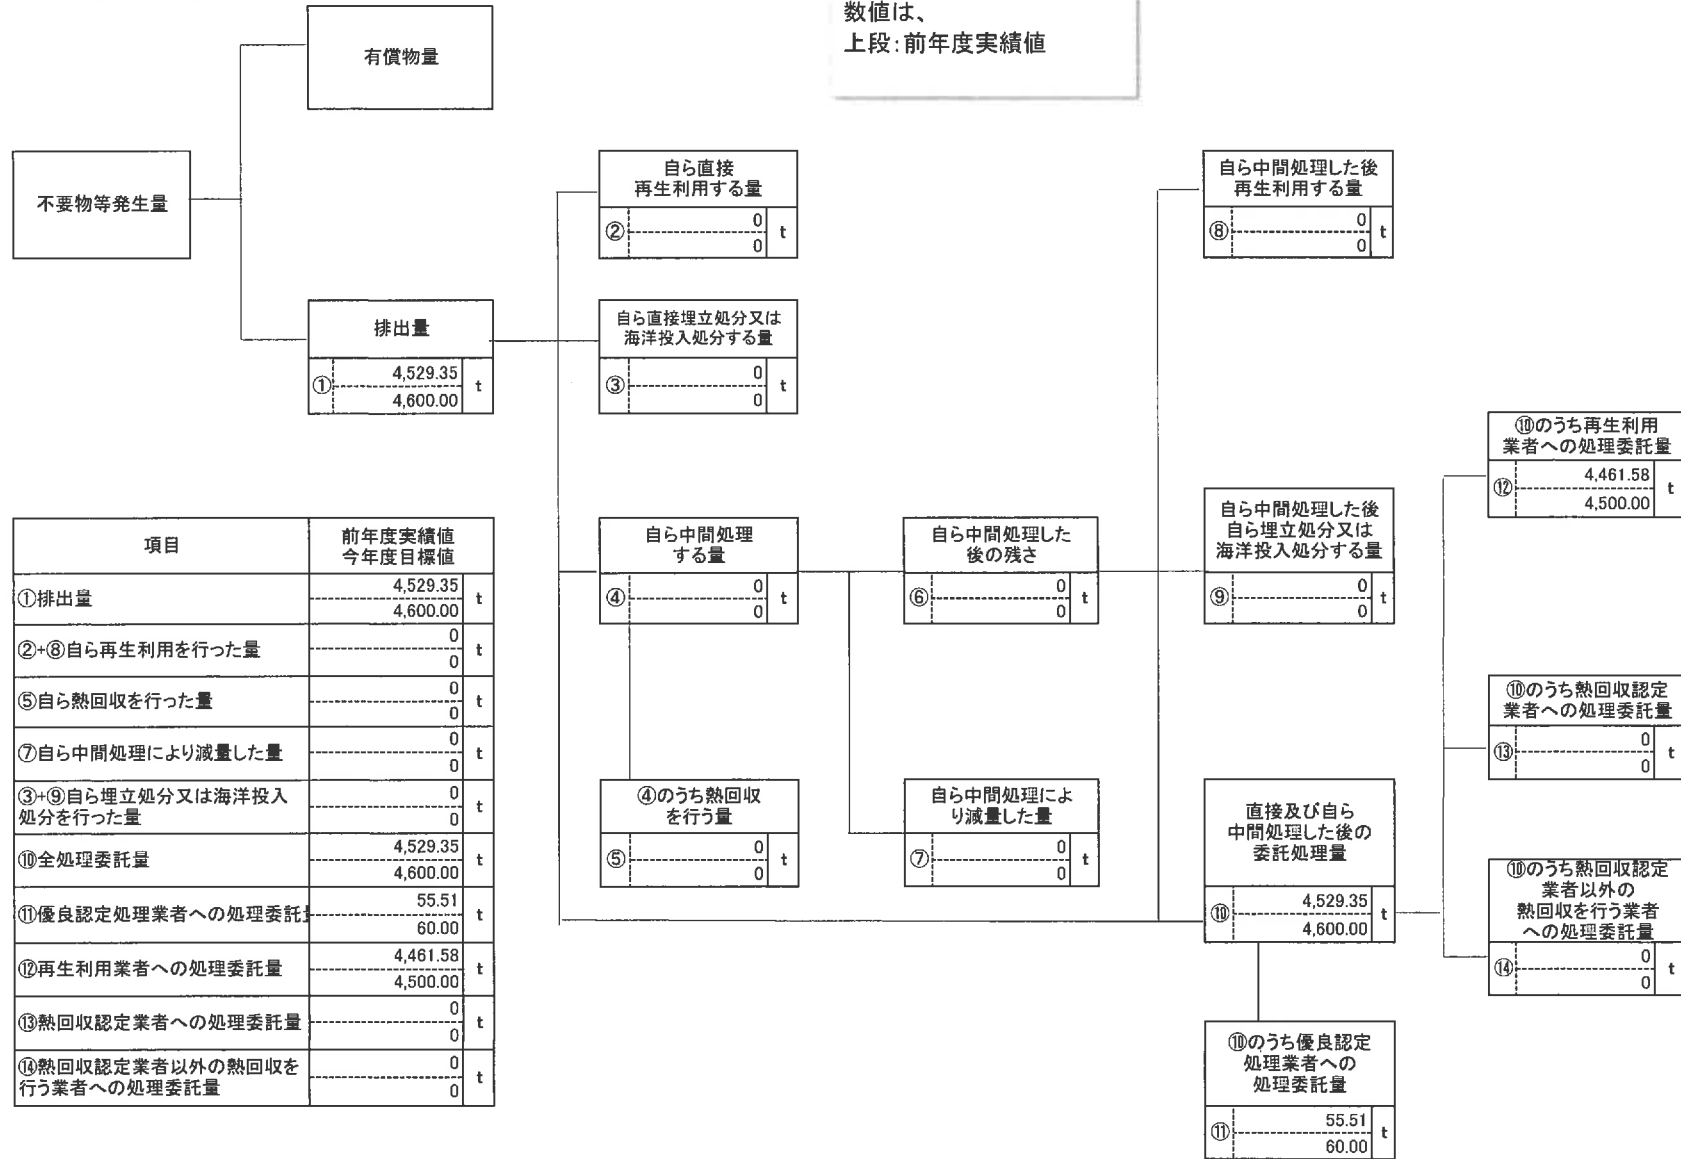 数値は、
上段:前年度実績値
有償物量
不要物等発生量
排出量
① 4,529.35 t
4,600.00
自ら直接
再生利用する量
② 0 t
0
自ら直接埋立処分又は
海洋投入処分する量
③ 0 t
0
自ら中間処理した後
再生利用する量
⑧ 0 t
0
自ら中間処理
する量
④ 0 t
0
自ら中間処理した
後の残さ
⑥ 0 t
0
自ら中間処理した後
自ら埋立処分又は
海洋投入処分する量
⑨ 0 t
0
④のうち熱回収
を行う量
⑤ 0 t
0
自ら中間処理によ
り減量した量
⑦ 0 t
0
直接及び自ら
中間処理した後の
委託処理量
⑩ 4,529.35 t
4,600.00
⑩のうち再生利用
業者への処理委託量
⑫ 4,461.58 t
4,500.00
⑩のうち熱回収認定
業者への処理委託量
⑬ 0 t
0
⑩のうち熱回収認定
業者以外の
熱回収を行う業者
への処理委託量
⑭ 0 t
0
⑩のうち優良認定
処理業者への
処理委託量
⑪ 55.51 t
60.00
項目 前年度実績値
今年度目標値
①排出量 4,529.35 t
4,600.00
②+⑧自ら再生利用を行った量 0 t
0
⑤自ら熱回収を行った量 0 t
0
⑦自ら中間処理により減量した量 0 t
0
③+⑨自ら埋立処分又は海洋投入
処分を行った量 0 t
0
⑩全処理委託量 4,529.35 t
4,600.00
⑪優良認定処理業者への処理委託 55.51 t
60.00
⑫再生利用業者への処理委託量 4,461.58 t
4,500.00
⑬熱回収認定業者への処理委託量 0 t
0
⑭熱回収認定業者以外の熱回収を
行う業者への処理委託量 0 t
0